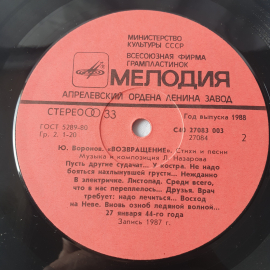 МИНИСТЕРСТВО
КУЛЬТУРЫ СССР
ВСЕСОЮЗНАЯ ФИРМА
ГРАМПЛАСТИНОК
МЕЛОДИЯ
АПРЕЛЕВСКИЙ ОРДЕНА ЛЕНИНА ЗАВОД
СТЕРЕО 33
Год выпуска 1988
ГОСТ 5289-80
Гр. 2. 1-20
С40 27083 003
27084
2
Ю. Воронов. «ВОЗВРАЩЕНИЕ». Стихи и песни
Музыка и композиция Л. Назарова
Пусть другие судачат... У костра. Не надо
бояться нахлынувшей грусти... Нежданно
В электричке. Листопад. Среди всего,
что в нас переплелось... Друзья. Врач
требует: надо лечиться... Восход
на Неве. Вновь озноб ледяной волной...
27 января 44-го года
Запись 1987 г.